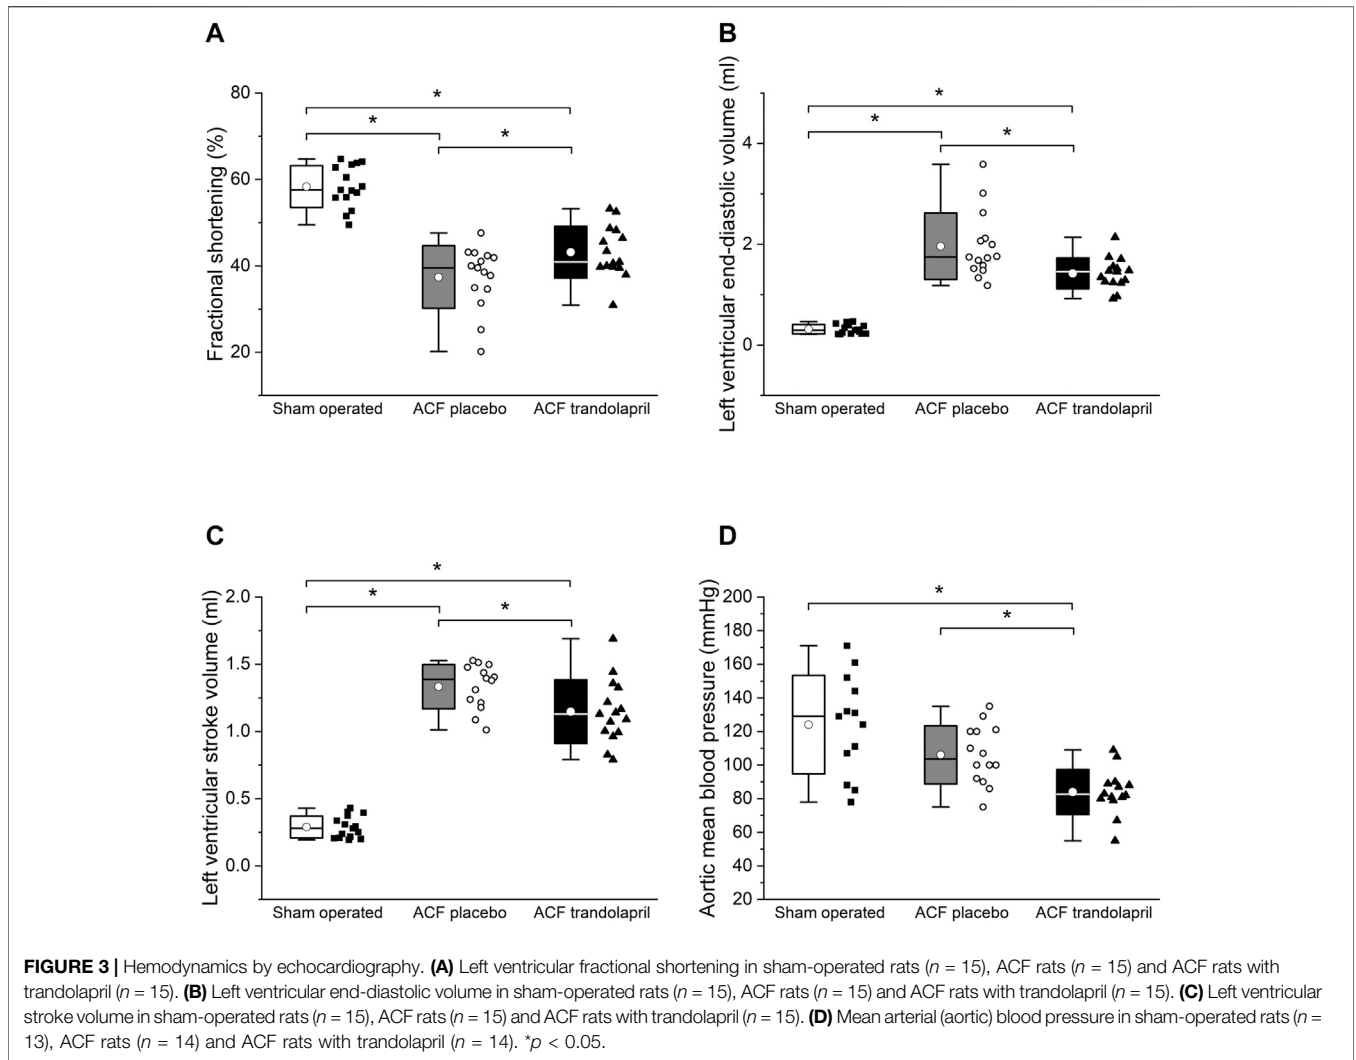 A
Fractional shortening (%)
80
60
40
20
*
*
*
Sham operated
ACF placebo
ACF trandolapril
B
Left ventricular end-diastolic volume (ml)
4
2
0
*
*
*
Sham operated
ACF placebo
ACF trandolapril
C
Left ventricular stroke volume (ml)
2.0
1.5
1.0
0.5
0.0
*
*
*
Sham operated
ACF placebo
ACF trandolapril
D
Aortic mean blood pressure (mmHg)
200
180
160
140
120
100
80
60
40
20
*
*
Sham operated
ACF placebo
ACF trandolapril
FIGURE 3 | Hemodynamics by echocardiography. (A) Left ventricular fractional shortening in sham-operated rats (n = 15), ACF rats (n = 15) and ACF rats with
trandolapril (n = 15). (B) Left ventricular end-diastolic volume in sham-operated rats (n = 15), ACF rats (n = 15) and ACF rats with trandolapril (n = 15). (C) Left ventricular
stroke volume in sham-operated rats (n = 15), ACF rats (n = 15) and ACF rats with trandolapril (n = 15). (D) Mean arterial (aortic) blood pressure in sham-operated rats (n =
13), ACF rats (n = 14) and ACF rats with trandolapril (n = 14). *p < 0.05.